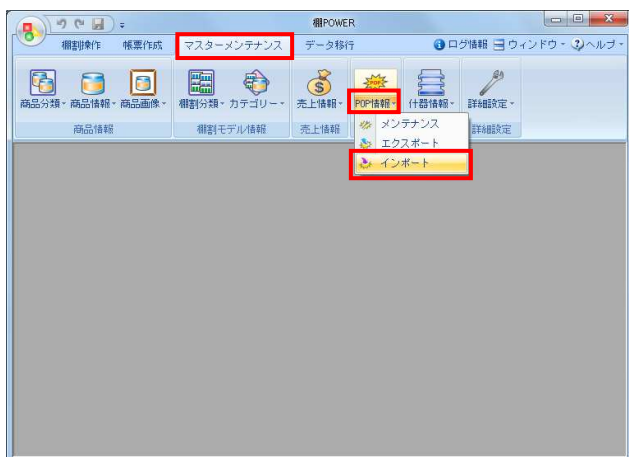 棚POWER
棚割操作 帳票作成 マスターメンテナンス データ移行 ログ情報 ウィンドウ ヘルプ
商品分類 商品情報 商品画像 棚割分類 カテゴリー 売上情報 POP情報 什器情報 詳細設定
商品情報 棚割モデル情報 売上情報 詳細設定
メンテナンス
エクスポート
インポート